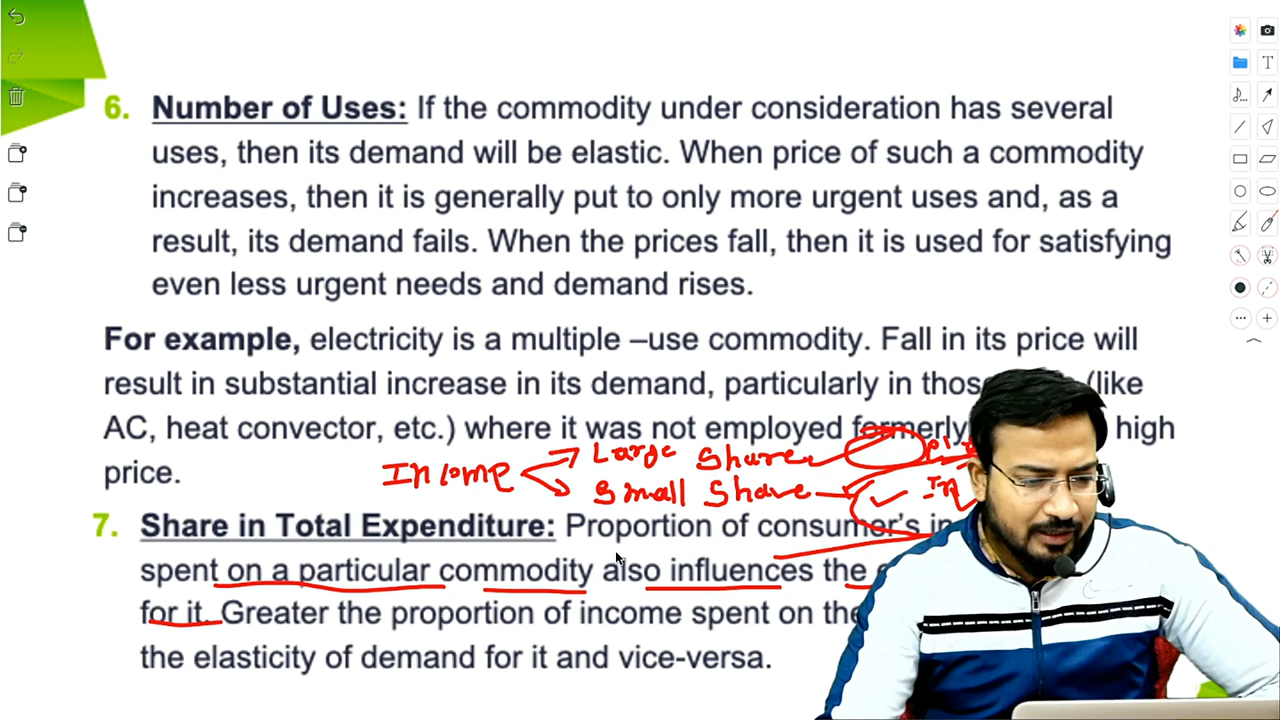 6. Number of Uses: If the commodity under consideration has several
uses, then its demand will be elastic. When price of such a commodity
increases, then it is generally put to only more urgent uses and, as a
result, its demand fails. When the prices fall, then it is used for satisfying
even less urgent needs and demand rises.
For example, electricity is a multiple –use commodity. Fall in its price will
result in substantial increase in its demand, particularly in (like
AC, heat convector, etc.) where it was not employed formerly high
price.
Income Large Share
Small Share
7. Share in Total Expenditure: Proportion of consumer's
spent on a particular commodity also influences the
for it. Greater the proportion of income spent on the
the elasticity of demand for it and vice-versa.
T